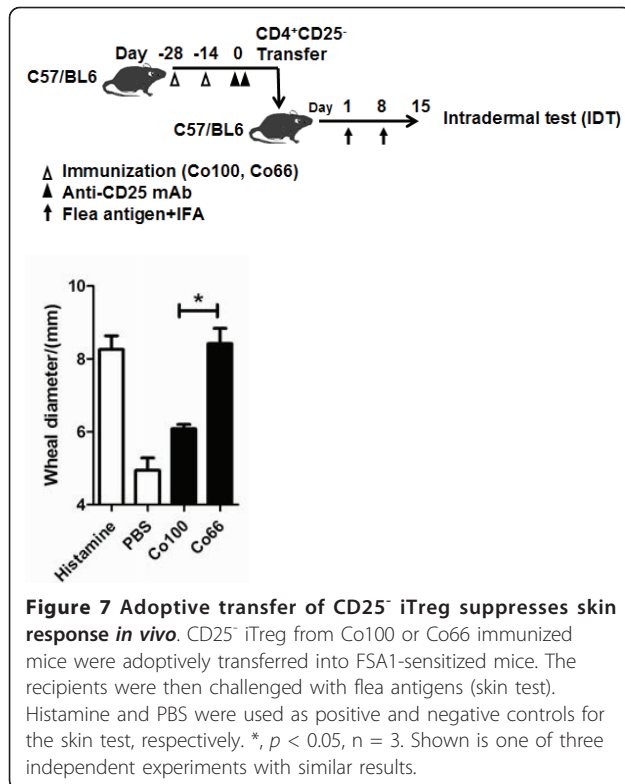 CD4⁺CD25⁻
Day -28 -14 0 Transfer
C57/BL6
C57/BL6 Day 1 8 15 Intradermal test (IDT)
Immunization (Co100, Co66)
Anti-CD25 mAb
Flea antigen+IFA
Wheal diameter/(mm)
10
8
6
4
*
Histamine
PBS
Co100
Co66
Figure 7 Adoptive transfer of CD25⁻ iTreg suppresses skin
response in vivo. CD25⁻ iTreg from Co100 or Co66 immunized
mice were adoptively transferred into FSA1-sensitized mice. The
recipients were then challenged with flea antigens (skin test).
Histamine and PBS were used as positive and negative controls for
the skin test, respectively. *, p < 0.05, n = 3. Shown is one of three
independent experiments with similar results.